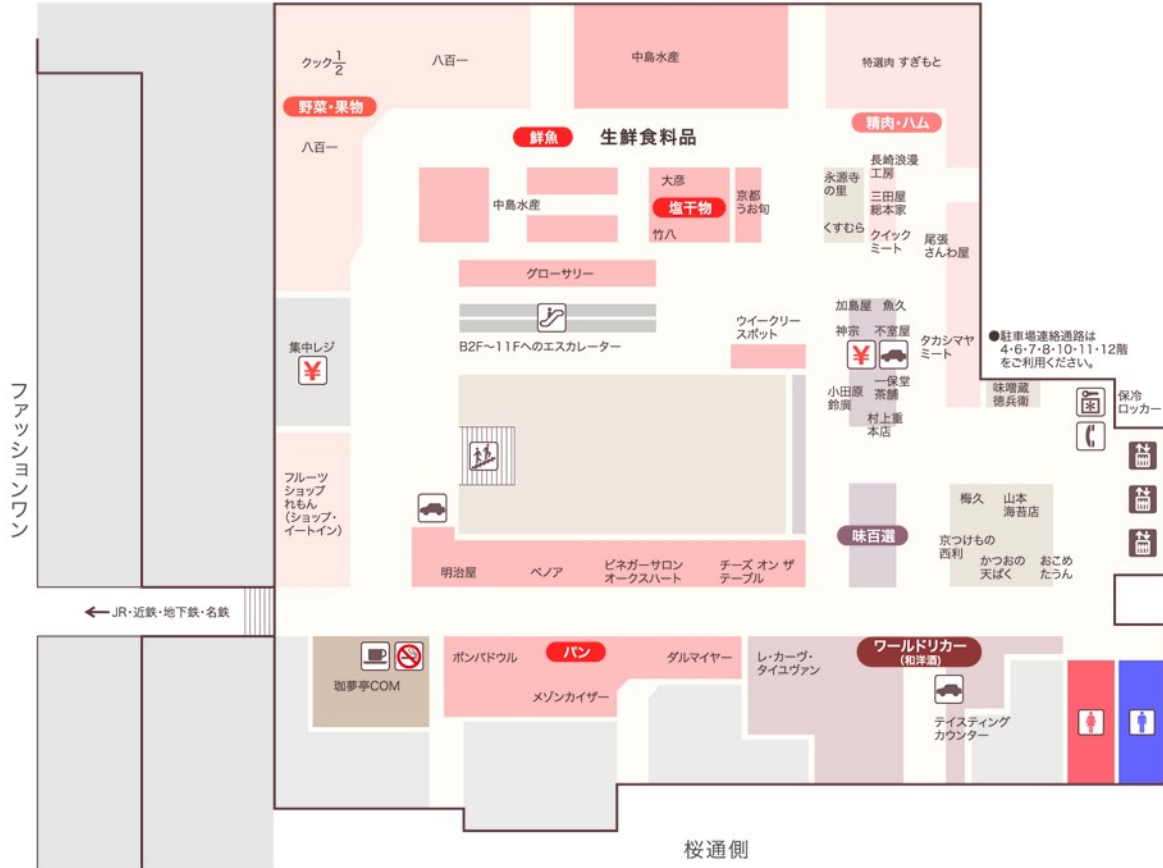 クック1/2
八百一
中島水産
特選肉 すぎもと
野菜・果物
鮮魚
生鮮食料品
精肉・ハム
八百一
中島水産
大彦
塩干物
竹八
京都
うお旬
永源寺
の里
くすむら
長崎浪漫
工房
三田屋
総本家
クイック
ミート
尾張
さんわ屋
グローサリー
B2F〜11Fへのエスカレーター
ウイークリー
スポット
加島屋
魚久
神宗
不室屋
¥
タカシマヤ
ミート
●駐車場連絡通路は
4・6・7・8・10・11・12階
をご利用ください。
集中レジ
¥
小田原
鈴廣
一保堂
茶舗
村上重
本店
味噌蔵
徳兵衛
保冷
ロッカー
ファッションワン
フルーツ
ショップ
れもん
(ショップ・
イートイン)
味百選
梅久
山本
海苔店
京つけもの
西利
かつおの
天ぱく
おこめ
たうん
明治屋
ベノア
ビネガーサロン
オークスハート
チーズ オン ザ
テーブル
←JR・近鉄・地下鉄・名鉄
珈夢亭COM
ポンパドウル
パン
ダルマイヤー
メゾンカイザー
レ・カーヴ・
タイユヴァン
ワールドリカー
(和洋酒)
テイスティング
カウンター
桜通側